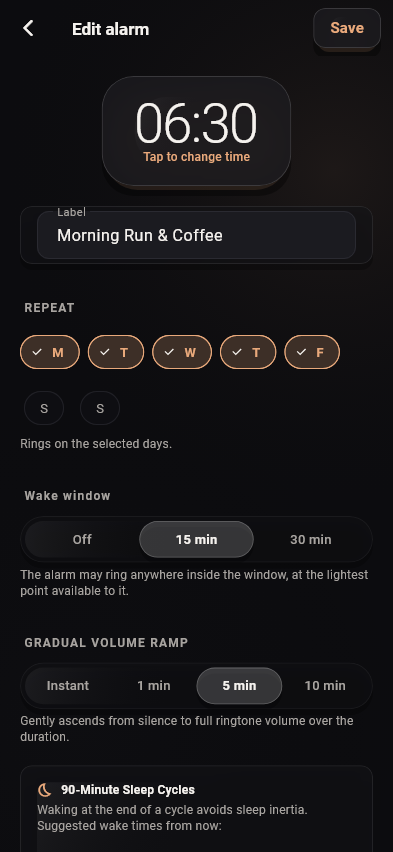 Edit alarm
Save
06:30
Tap to change time
Label
Morning Run & Coffee
REPEAT
M T W T F
S S
Rings on the selected days.
Wake window
Off 15 min 30 min
The alarm may ring anywhere inside the window, at the lightest
point available to it.
GRADUAL VOLUME RAMP
Instant 1 min 5 min 10 min
Gently ascends from silence to full ringtone volume over the
duration.
90-Minute Sleep Cycles
Waking at the end of a cycle avoids sleep inertia.
Suggested wake times from now: